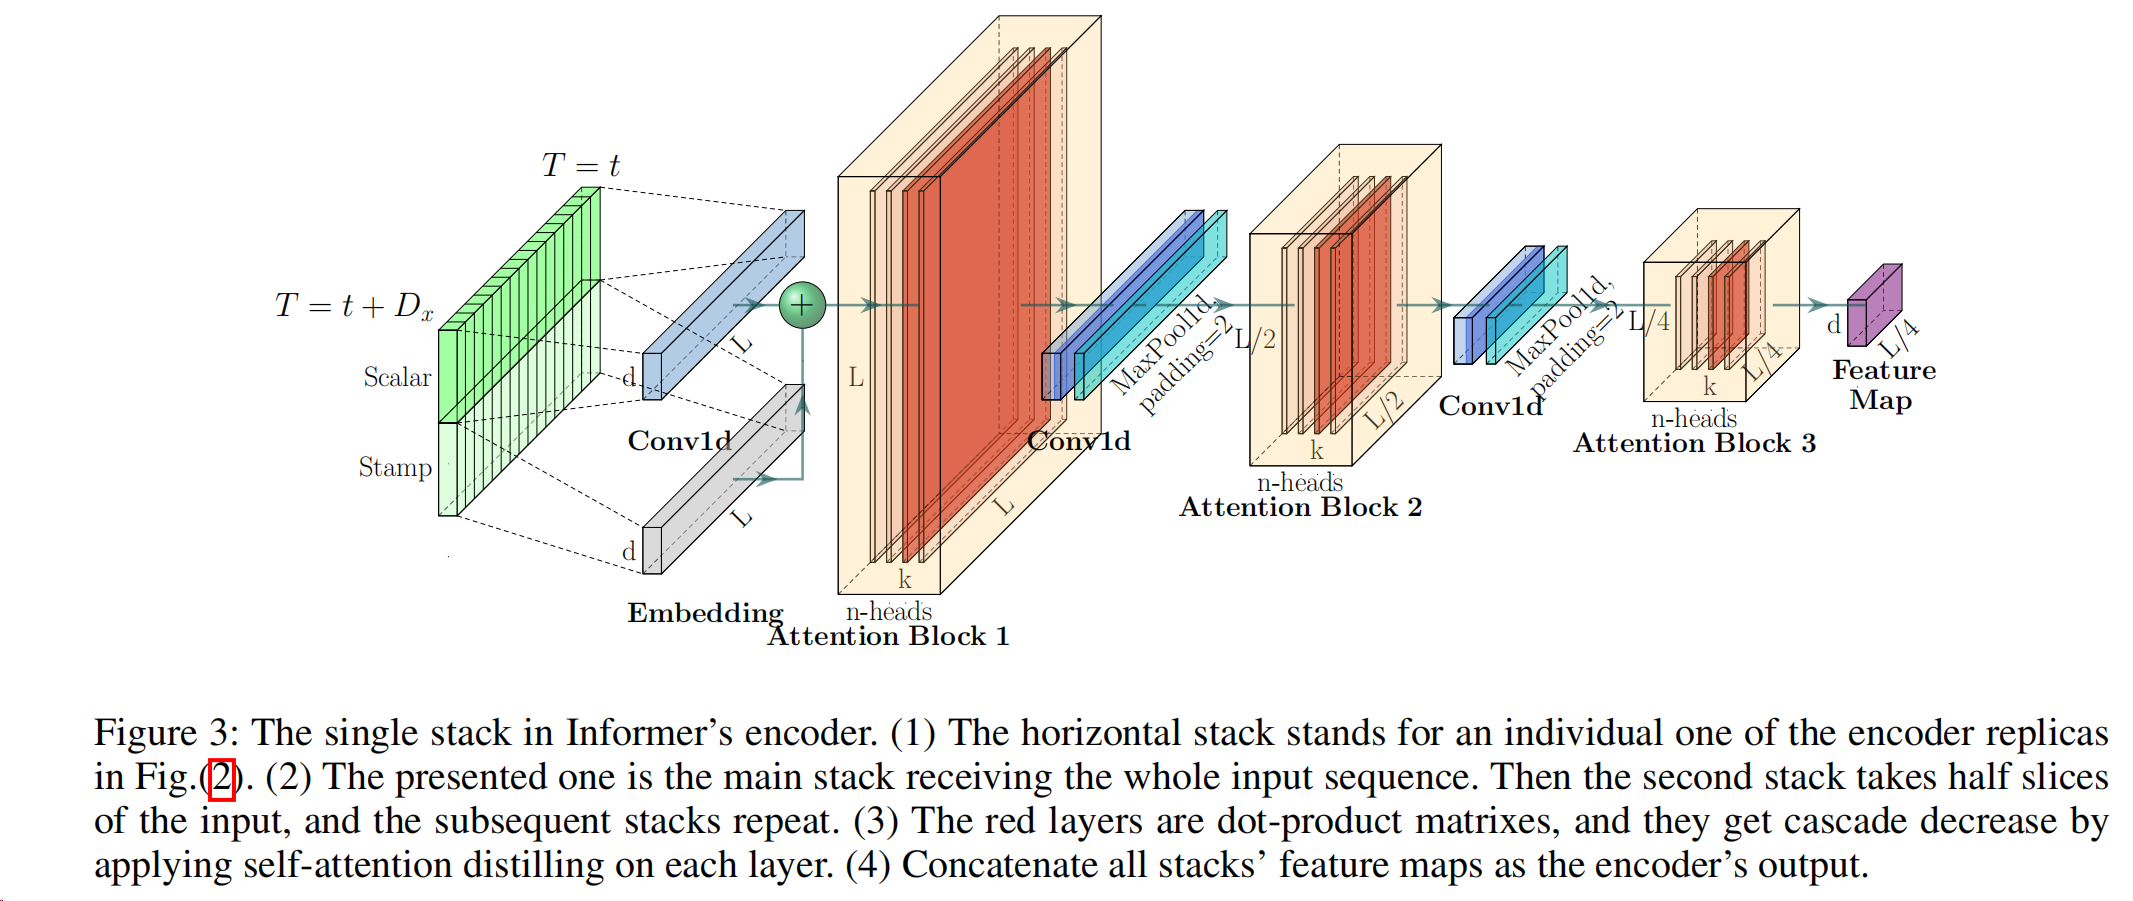 T = t
T = t + Dₓ
Scalar
Stamp
d
L
Conv1d
d
L
Embedding
L
k
L
n-heads
Attention Block 1
Conv1d
MaxPool1d,
padding=2
L/2
k
L/2
n-heads
Attention Block 2
Conv1d
MaxPool1d,
padding=2
L/4
k
L/4
n-heads
Attention Block 3
d
L/4
Feature
Map
Figure 3: The single stack in Informer's encoder. (1) The horizontal stack stands for an individual one of the encoder replicas
in Fig.(2). (2) The presented one is the main stack receiving the whole input sequence. Then the second stack takes half slices
of the input, and the subsequent stacks repeat. (3) The red layers are dot-product matrixes, and they get cascade decrease by
applying self-attention distilling on each layer. (4) Concatenate all stacks' feature maps as the encoder's output.